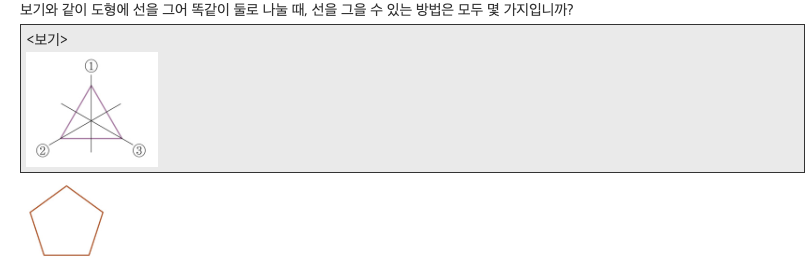 보기와 같이 도형에 선을 그어 똑같이 둘로 나눌 때, 선을 그을 수 있는 방법은 모두 몇 가지입니까?
<보기>
①
② ③